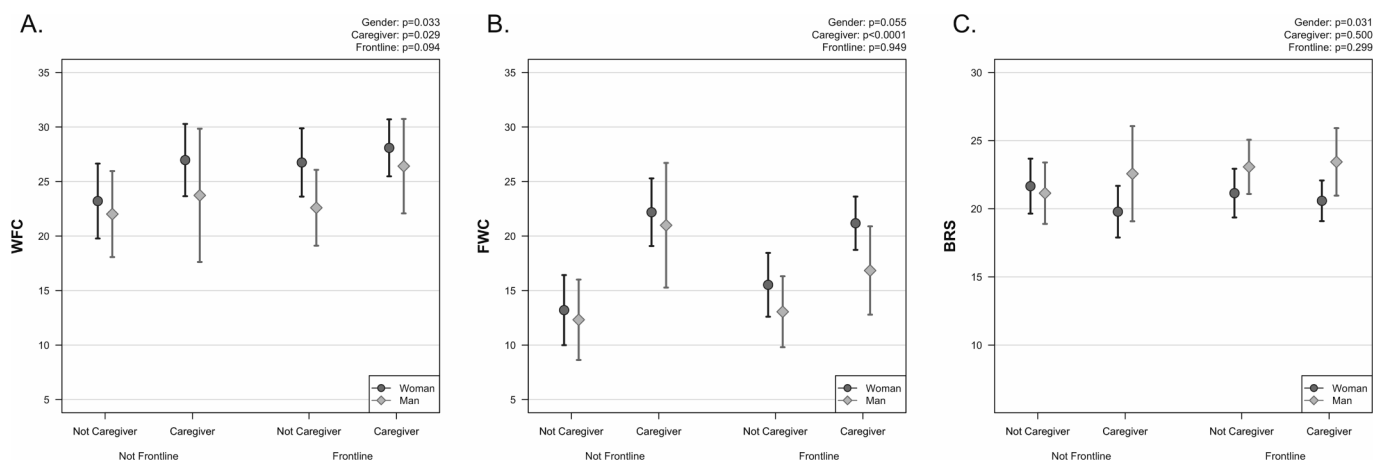 A.
Gender: p=0.033
Caregiver: p=0.029
Frontline: p=0.094
35
30
25
20
15
10
5
WFC
Woman
Man
Not Caregiver Caregiver Not Caregiver Caregiver
Not Frontline Frontline
B.
Gender: p=0.055
Caregiver: p<0.0001
Frontline: p=0.949
35
30
25
20
15
10
5
FWC
Woman
Man
Not Caregiver Caregiver Not Caregiver Caregiver
Not Frontline Frontline
C.
Gender: p=0.031
Caregiver: p=0.500
Frontline: p=0.299
30
25
20
15
10
BRS
Woman
Man
Not Caregiver Caregiver Not Caregiver Caregiver
Not Frontline Frontline